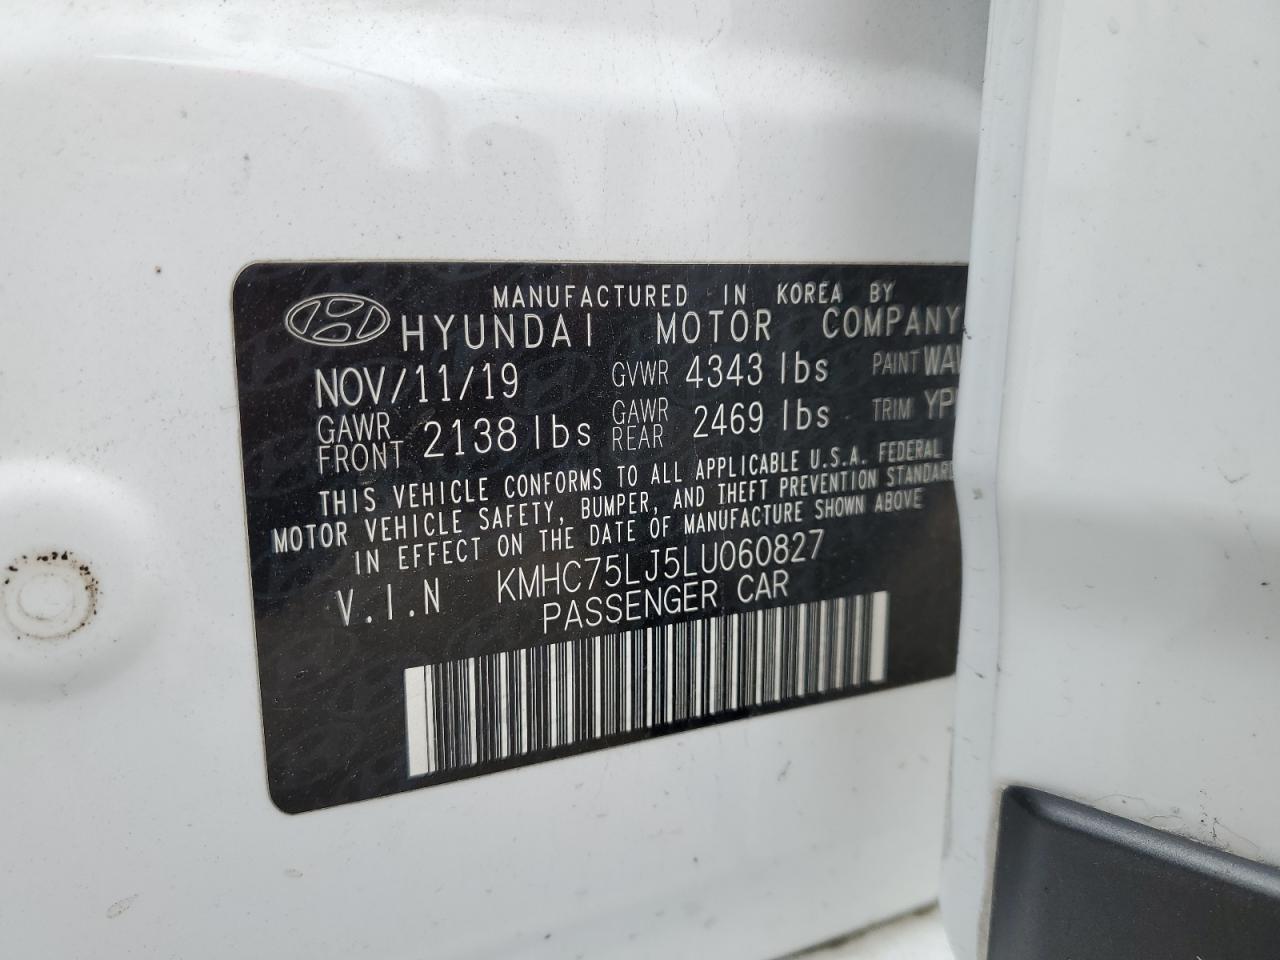 MANUFACTURED IN KOREA BY
HYUNDAI MOTOR COMPANY
NOV/11/19 GVWR 4343 lbs PAINT
GAWR FRONT 2138 lbs GAWR REAR 2469 lbs TRIM
THIS VEHICLE CONFORMS TO ALL APPLICABLE U.S.A. FEDERAL
MOTOR VEHICLE SAFETY, BUMPER, AND THEFT PREVENTION STANDARD
IN EFFECT ON THE DATE OF MANUFACTURE SHOWN ABOVE
V.I.N KMHC75LJ5LU060827
PASSENGER CAR